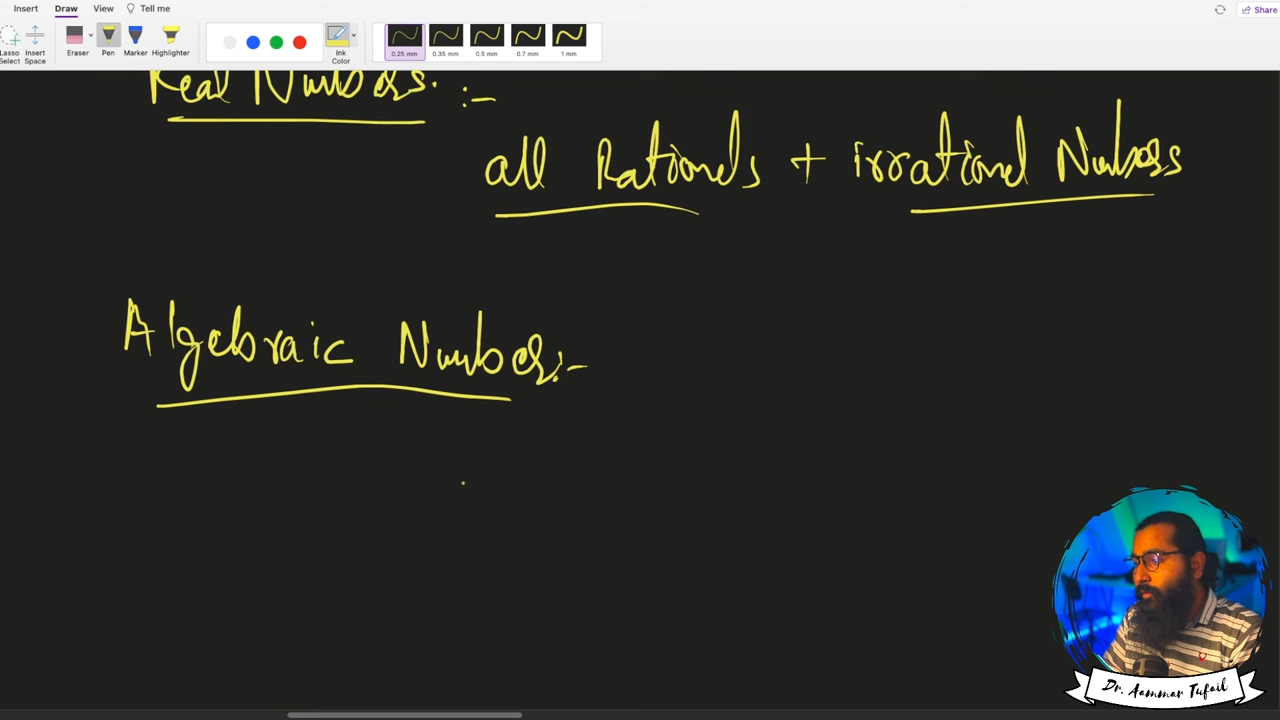 Insert Draw View Tell me Share
Lasso Select Insert Space Eraser Pen Marker Highlighter Ink Color 0.25 mm 0.35 mm 0.5 mm 0.7 mm 1 mm
Real Numbers. :-
all Rationals + irrational Numbers
Algebraic Number:-
Dr. Aammar Tufail